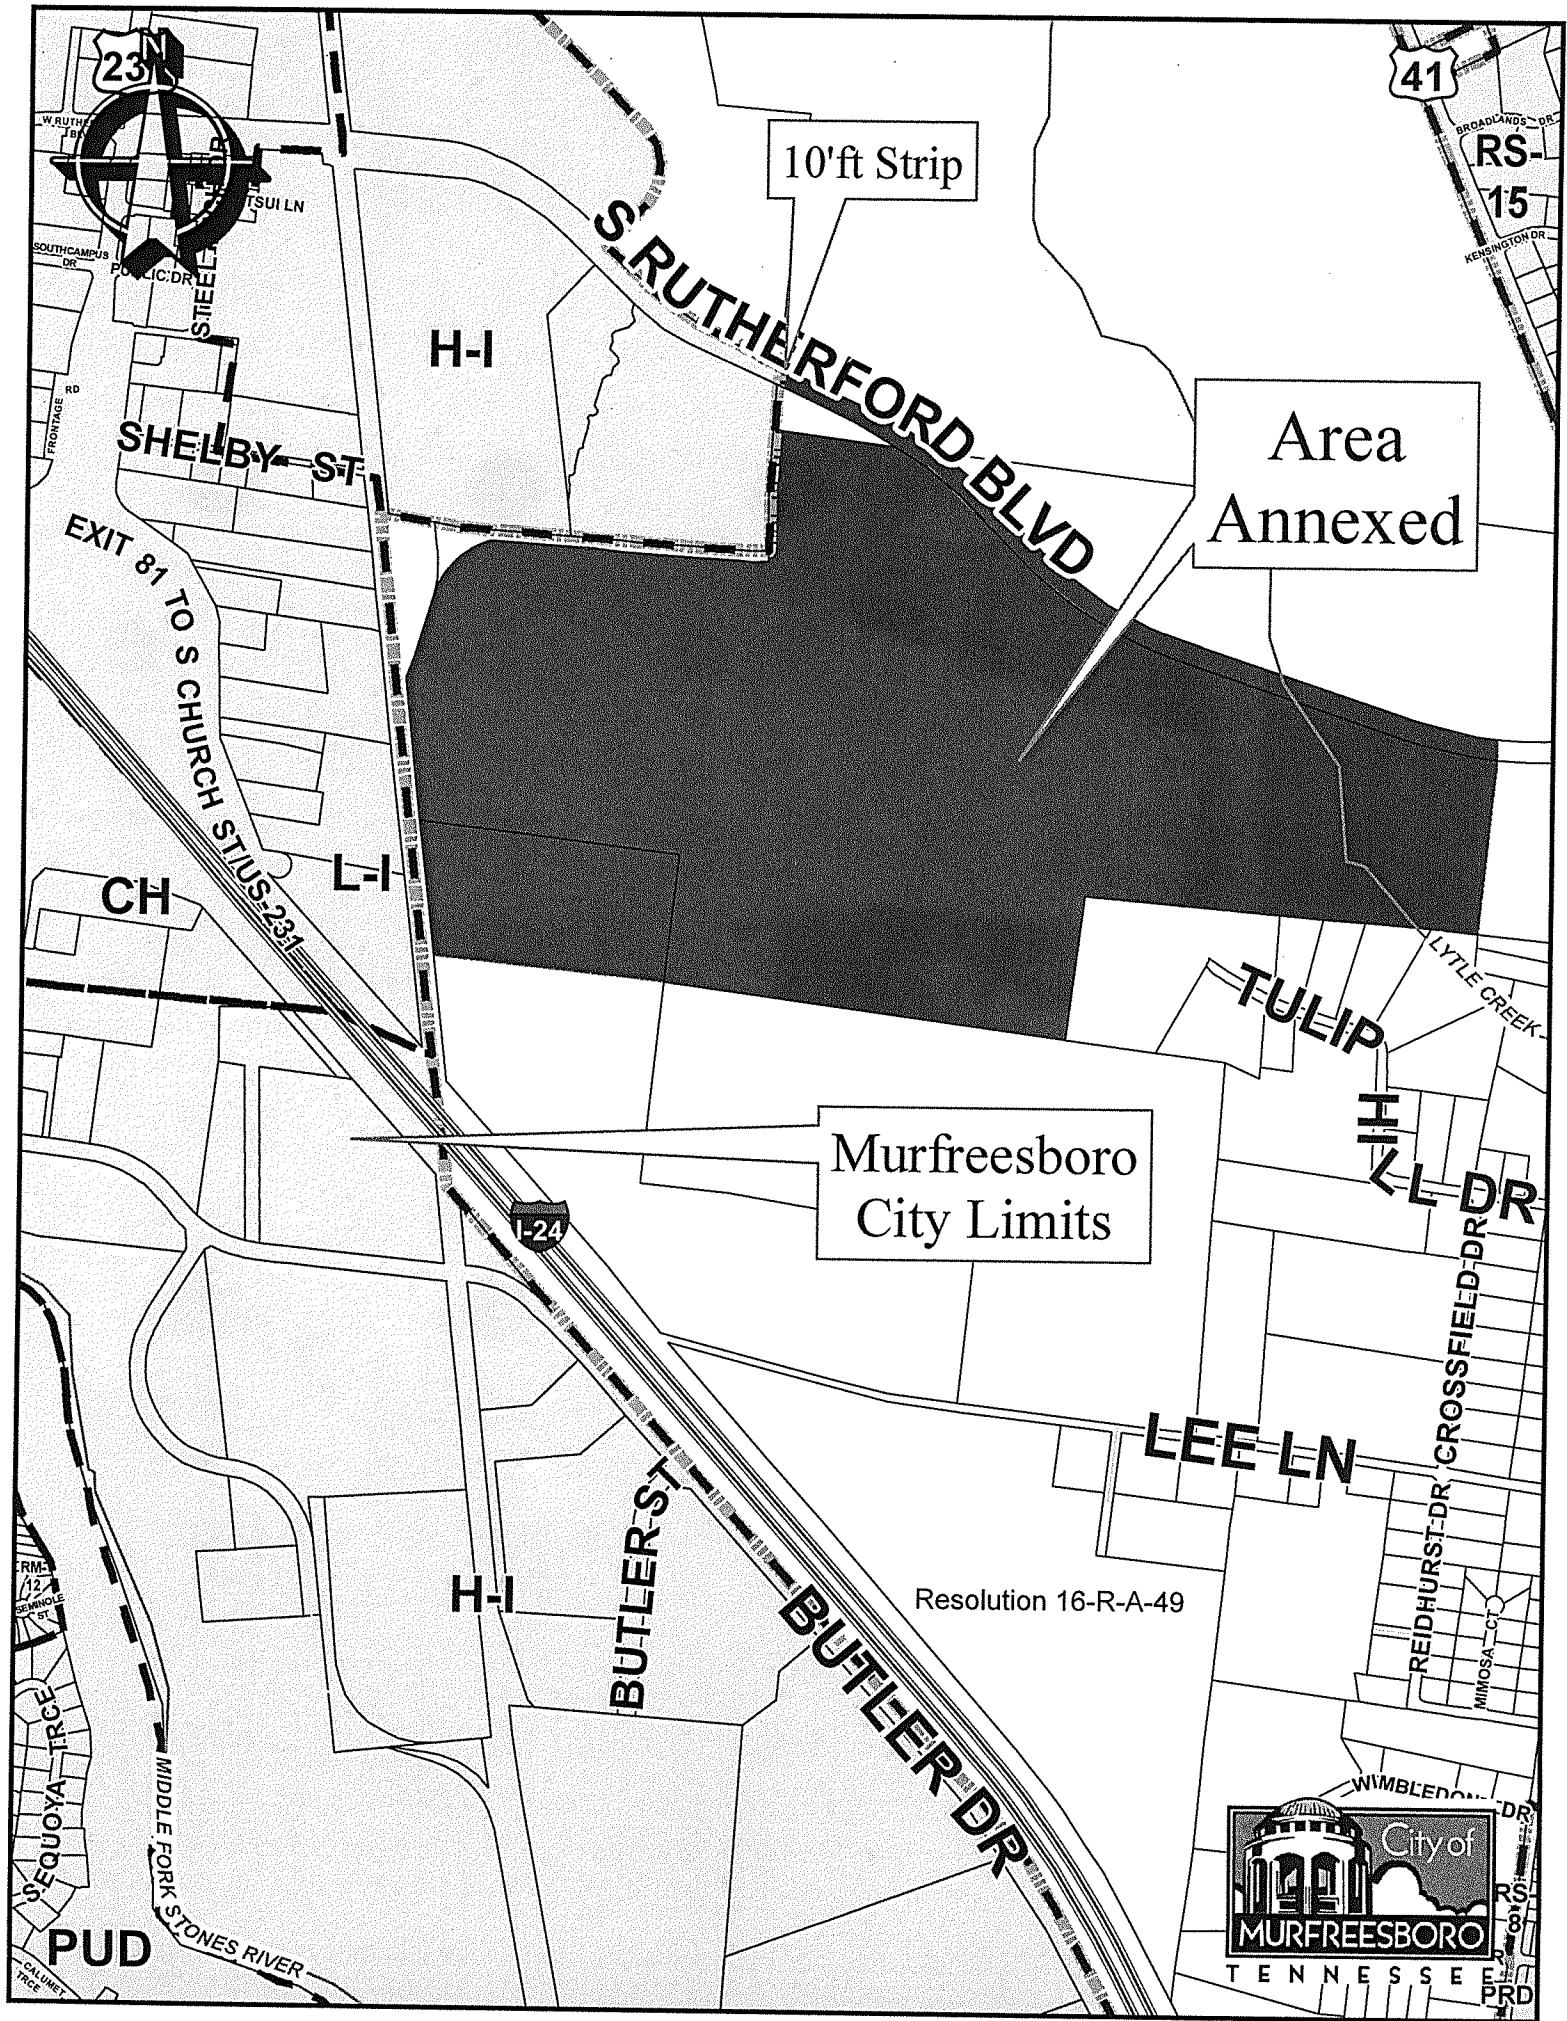 23
N
41
W RUTHE
BROADLANDS DR
RS-
15
KENSINGTON DR
10'ft Strip
TSUI LN
SOUTHCAMPUS
DR
PUBLIC DR
STEEL
S RUTHERFORD BLVD
H-I
RD
FRONTAGE
SHELBY ST
Area
Annexed
EXIT 81 TO S CHURCH ST/US-231
L-I
CH
LYTLE CREEK
TULIP HILL DR
Murfreesboro
City Limits
I-24
CROSSFIELD DR
LEE LN
REIDHURST DR
MIMOSA CT
RM-
12
SEMINOLE
ST
H-I
BUTLER ST
Resolution 16-R-A-49
BUTLER DR
SEQUOYA TRCE
MIDDLE FORK STONES RIVER
WIMBLEDON DR
City of
MURFREESBORO
TENNESSEE
RS
8
PUD
CALUMET
TRCE
PRD